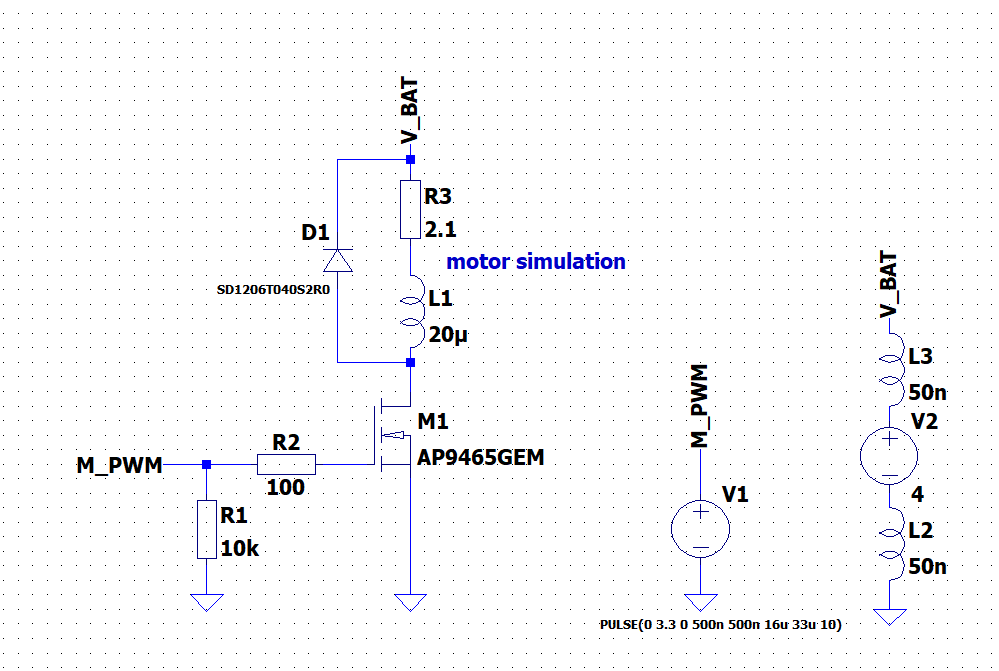 V_BAT
R3
2.1
D1
SD1206T040S2R0
motor simulation
L1
20µ
M1
AP9465GEM
M_PWM
R2
100
R1
10k
M_PWM
V1
PULSE(0 3.3 0 500n 500n 16u 33u 10)
V_BAT
L3
50n
V2
4
L2
50n